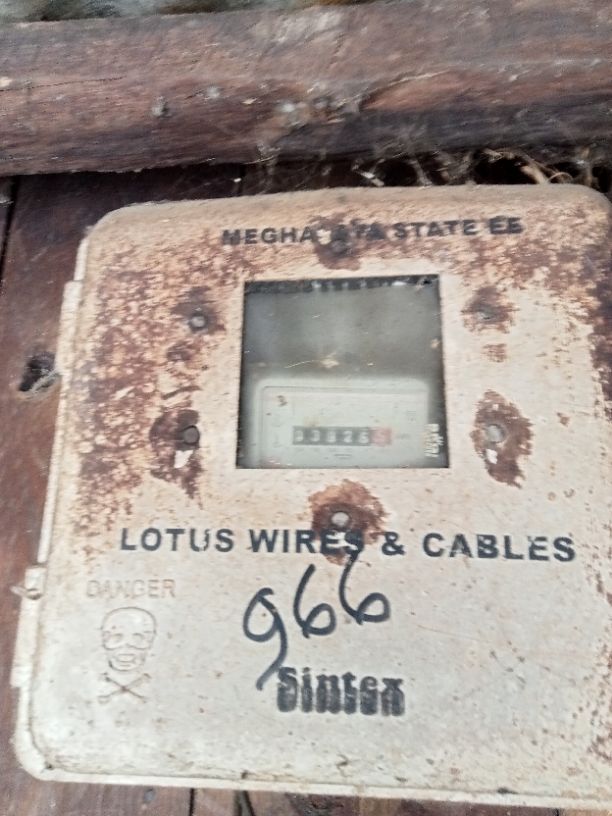 MEGHA STATE EE
LOTUS WIRES & CABLES
DANGER
966
Sintex